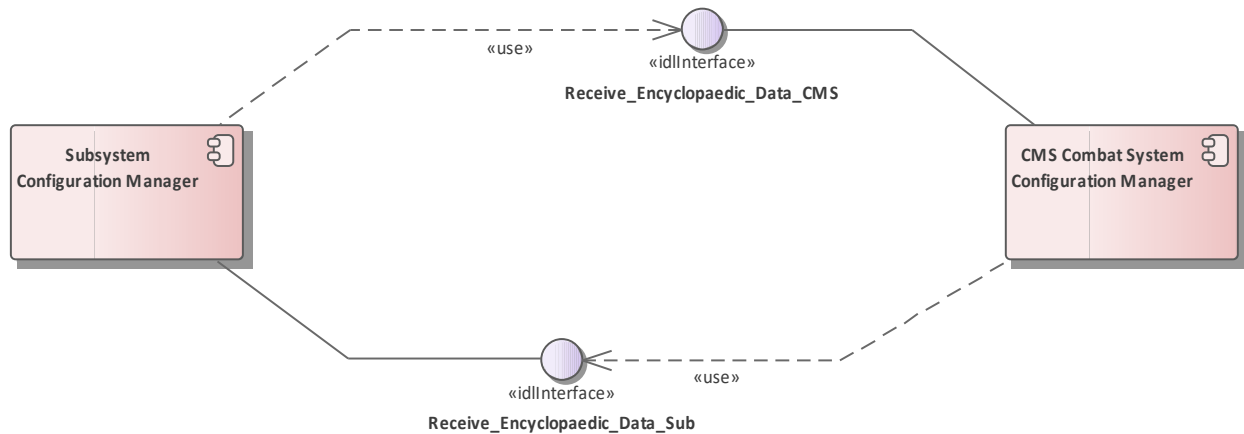 «use»
«idlInterface»
Receive_Encyclopaedic_Data_CMS
Subsystem
Configuration Manager
CMS Combat System
Configuration Manager
«use»
«idlInterface»
Receive_Encyclopaedic_Data_Sub